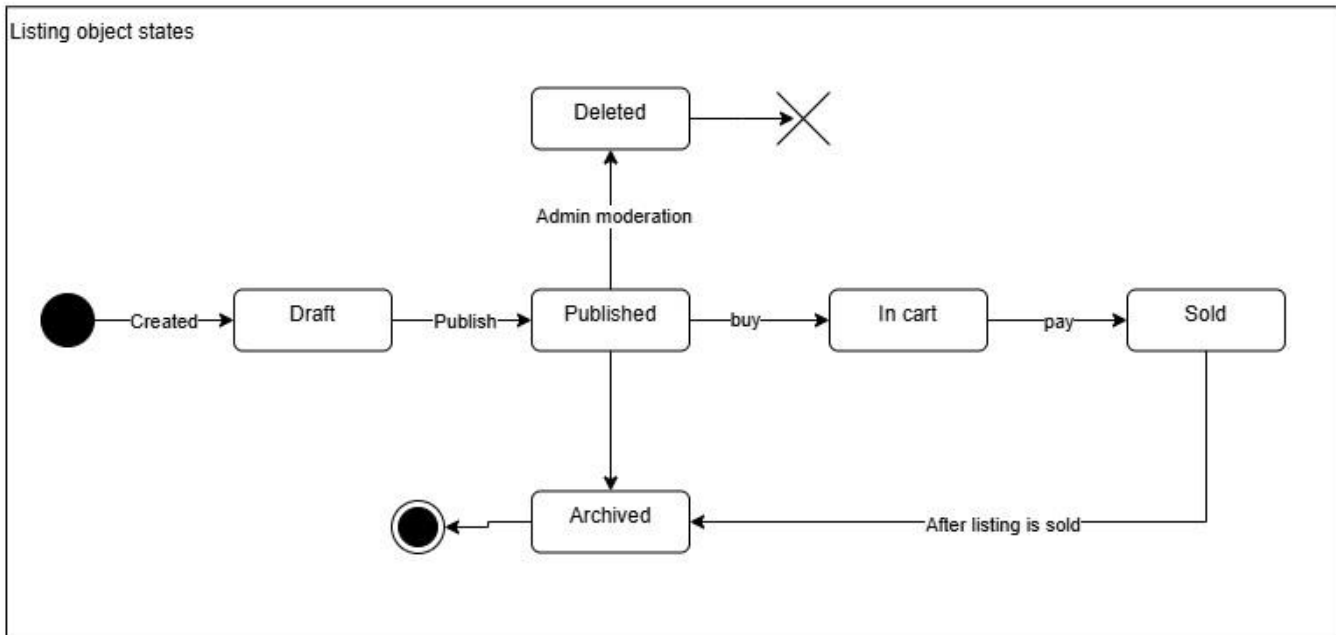 Listing object states
Deleted
Admin moderation
Created
Draft
Publish
Published
buy
In cart
pay
Sold
Archived
After listing is sold